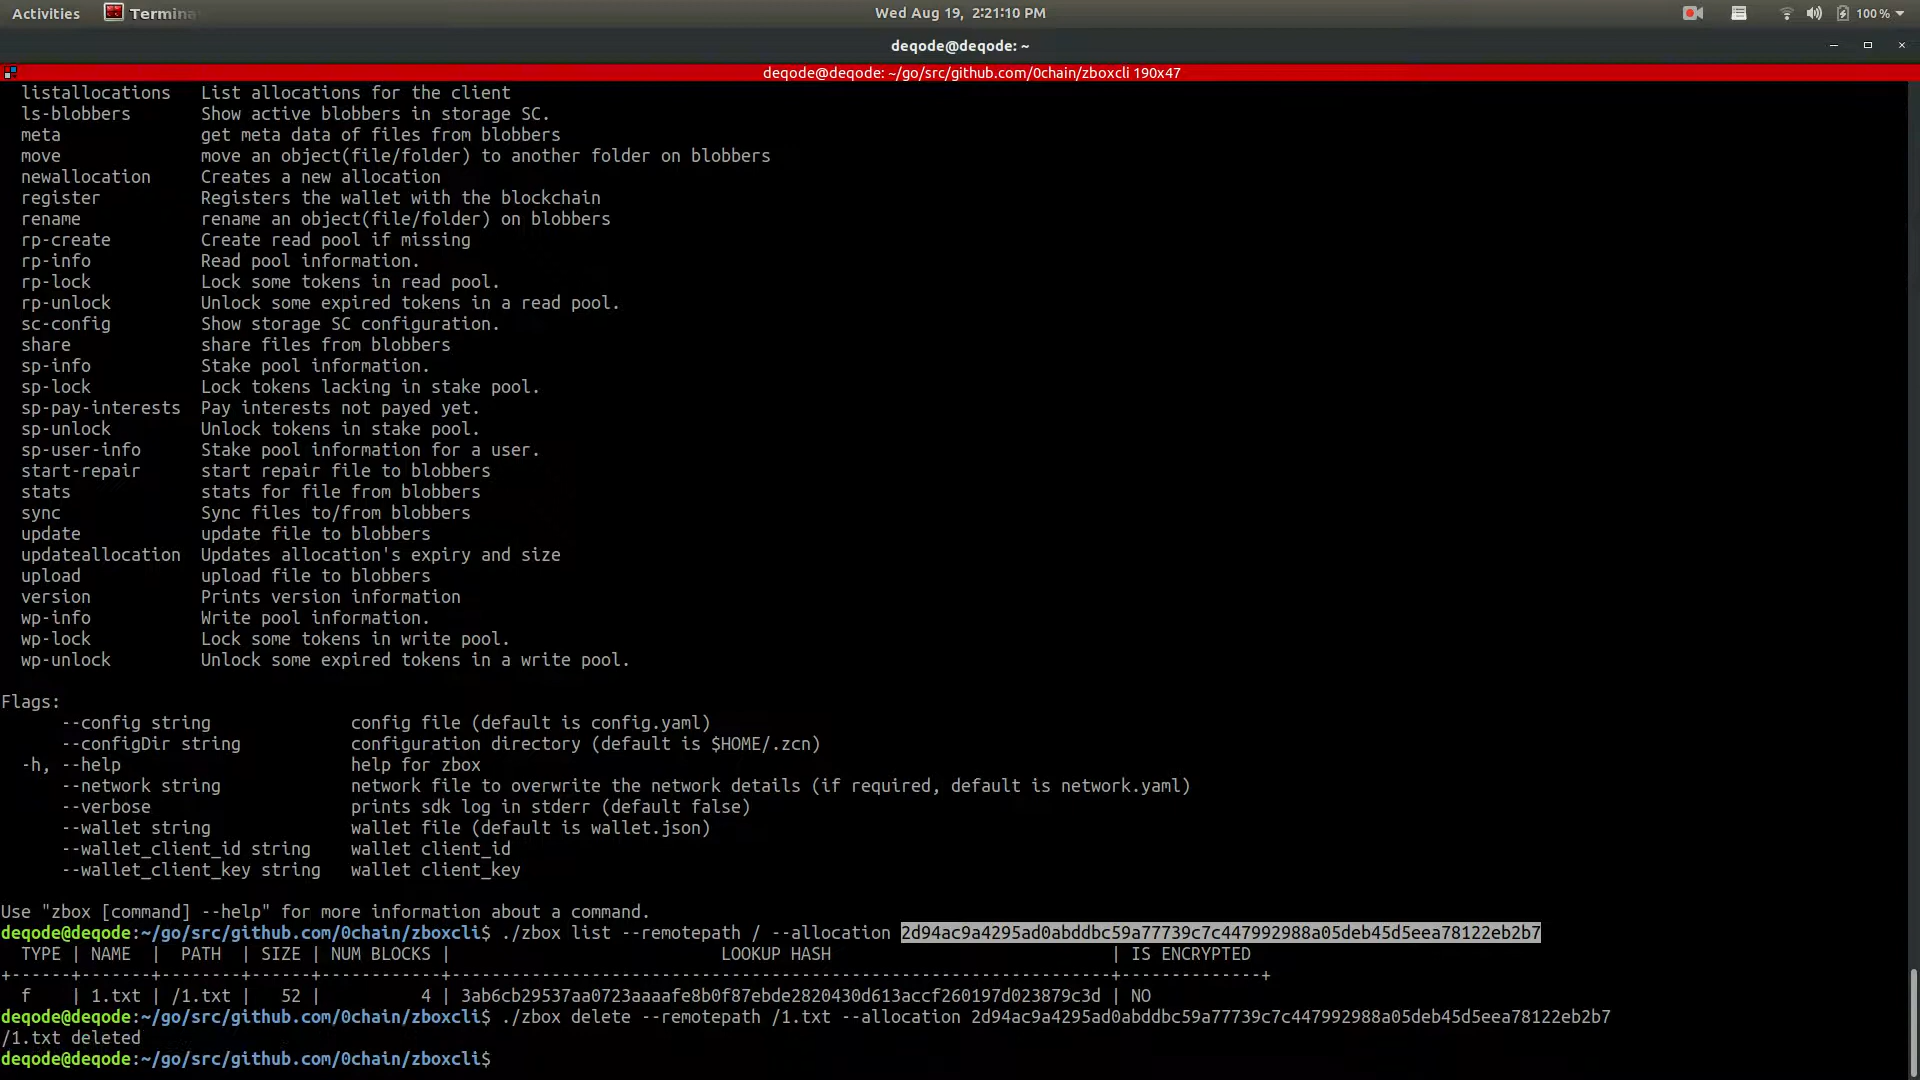 Activities Termina Wed Aug 19, 2:21:10 PM 100 %
deqode@deqode: ~
deqode@deqode: ~/go/src/github.com/0chain/zboxcli 190x47
listallocations List allocations for the client
ls-blobbers Show active blobbers in storage SC.
meta get meta data of files from blobbers
move move an object(file/folder) to another folder on blobbers
newallocation Creates a new allocation
register Registers the wallet with the blockchain
rename rename an object(file/folder) on blobbers
rp-create Create read pool if missing
rp-info Read pool information.
rp-lock Lock some tokens in read pool.
rp-unlock Unlock some expired tokens in a read pool.
sc-config Show storage SC configuration.
share share files from blobbers
sp-info Stake pool information.
sp-lock Lock tokens lacking in stake pool.
sp-pay-interests Pay interests not payed yet.
sp-unlock Unlock tokens in stake pool.
sp-user-info Stake pool information for a user.
start-repair start repair file to blobbers
stats stats for file from blobbers
sync Sync files to/from blobbers
update update file to blobbers
updateallocation Updates allocation's expiry and size
upload upload file to blobbers
version Prints version information
wp-info Write pool information.
wp-lock Lock some tokens in write pool.
wp-unlock Unlock some expired tokens in a write pool.
Flags:
--config string config file (default is config.yaml)
--configDir string configuration directory (default is $HOME/.zcn)
-h, --help help for zbox
--network string network file to overwrite the network details (if required, default is network.yaml)
--verbose prints sdk log in stderr (default false)
--wallet string wallet file (default is wallet.json)
--wallet_client_id string wallet client_id
--wallet_client_key string wallet client_key
Use "zbox [command] --help" for more information about a command.
deqode@deqode:~/go/src/github.com/0chain/zboxcli$ ./zbox list --remotepath / --allocation 2d94ac9a4295ad0abddbc59a77739c7c447992988a05deb45d5eea78122eb2b7
TYPE | NAME | PATH | SIZE | NUM BLOCKS | LOOKUP HASH | IS ENCRYPTED
+------+-------+--------+------+------------+------------------------------------------------------------------+--------------+
f | 1.txt | /1.txt | 52 | 4 | 3ab6cb29537aa0723aaaafe8b0f87ebde2820430d613accf260197d023879c3d | NO
deqode@deqode:~/go/src/github.com/0chain/zboxcli$ ./zbox delete --remotepath /1.txt --allocation 2d94ac9a4295ad0abddbc59a77739c7c447992988a05deb45d5eea78122eb2b7
/1.txt deleted
deqode@deqode:~/go/src/github.com/0chain/zboxcli$